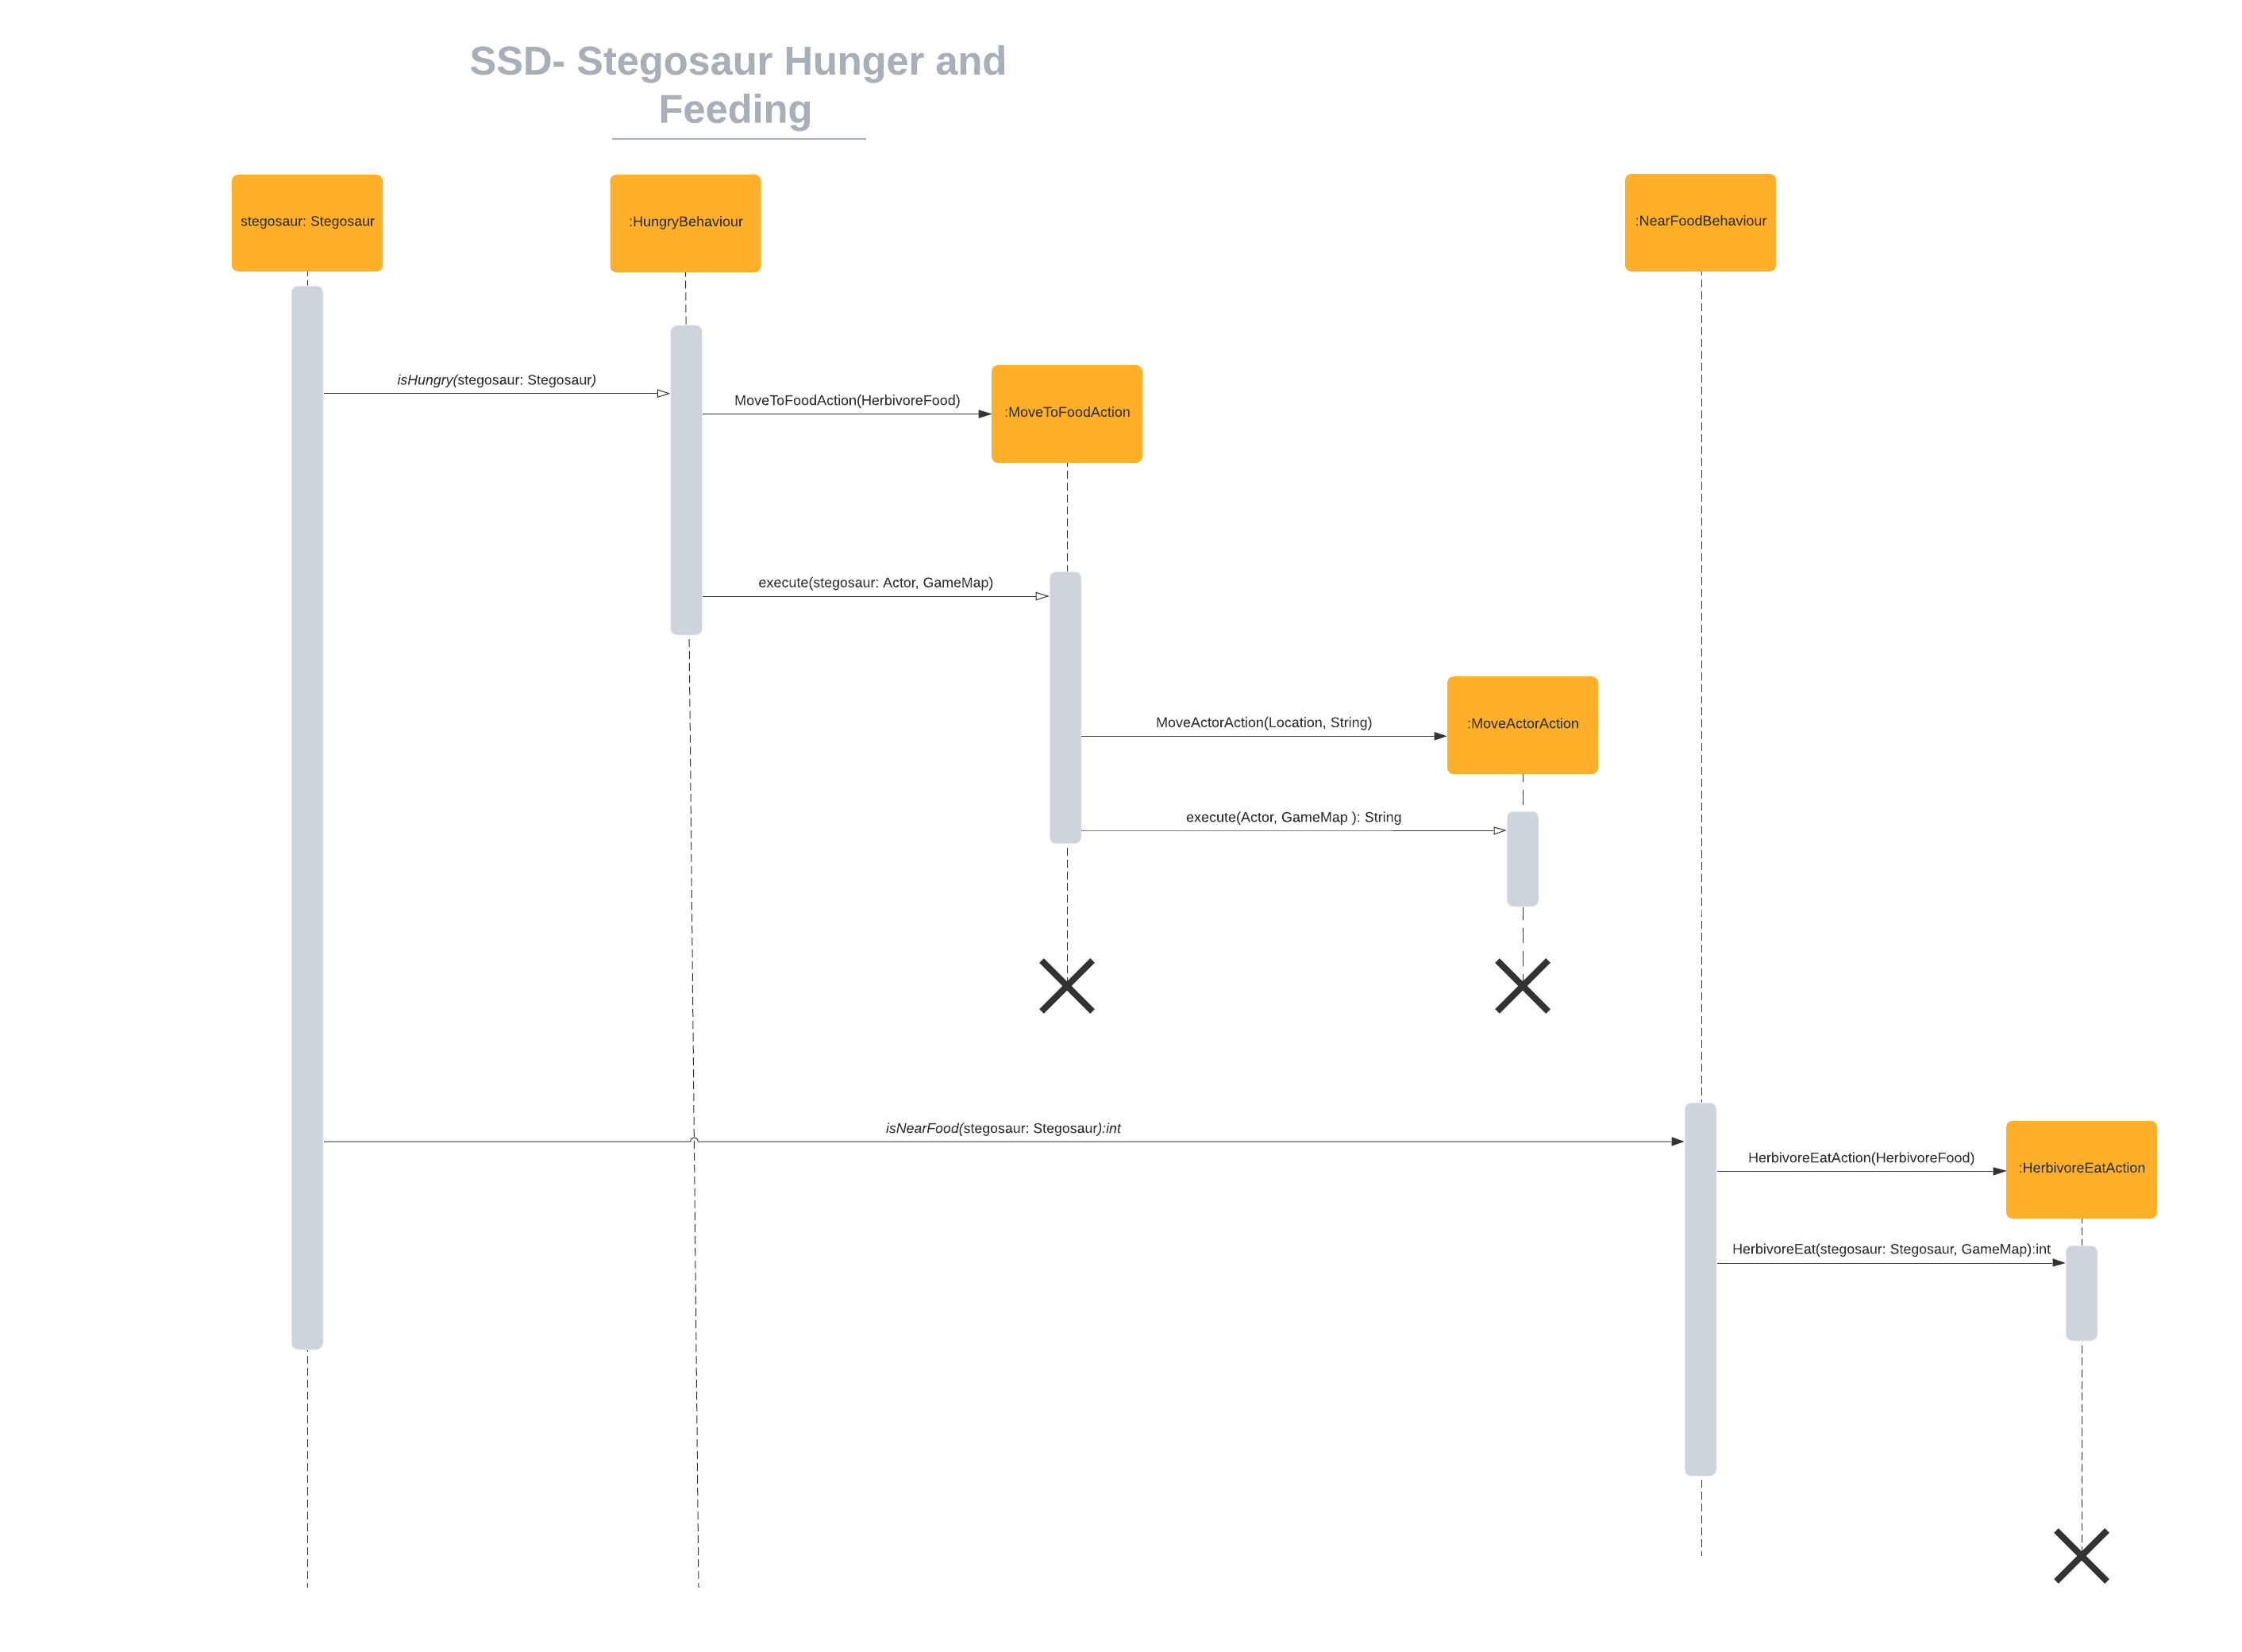 SSD- Stegosaur Hunger and
Feeding
stegosaur: Stegosaur
:HungryBehaviour
:NearFoodBehaviour
isHungry(stegosaur: Stegosaur)
MoveToFoodAction(HerbivoreFood)
:MoveToFoodAction
execute(stegosaur: Actor, GameMap)
MoveActorAction(Location, String)
:MoveActorAction
execute(Actor, GameMap ): String
isNearFood(stegosaur: Stegosaur):int
HerbivoreEatAction(HerbivoreFood)
:HerbivoreEatAction
HerbivoreEat(stegosaur: Stegosaur, GameMap):int